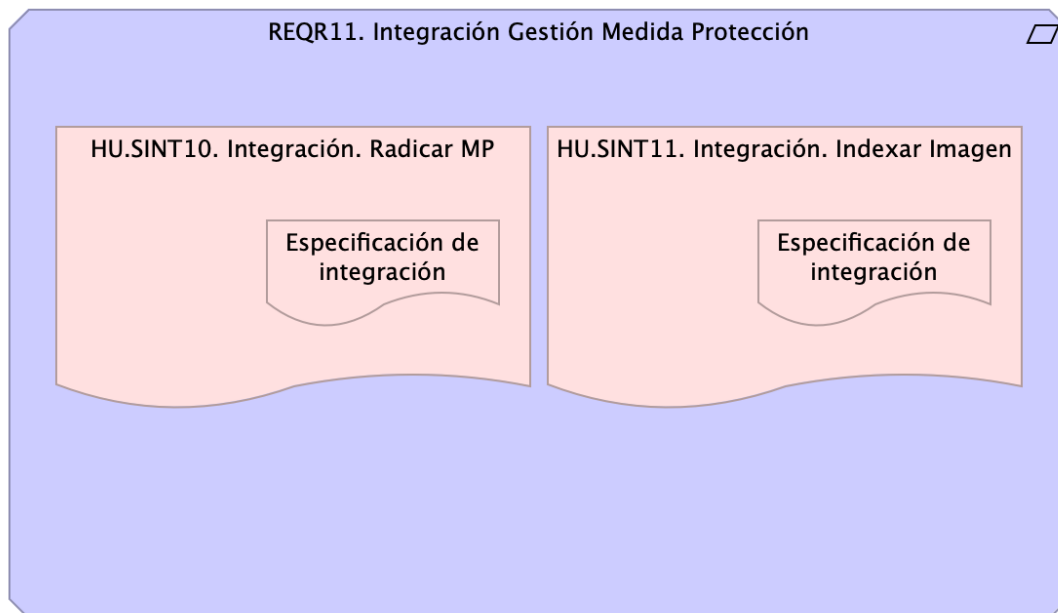 REQR11. Integración Gestión Medida Protección
HU.SINT10. Integración. Radicar MP
Especificación de
integración
HU.SINT11. Integración. Indexar Imagen
Especificación de
integración